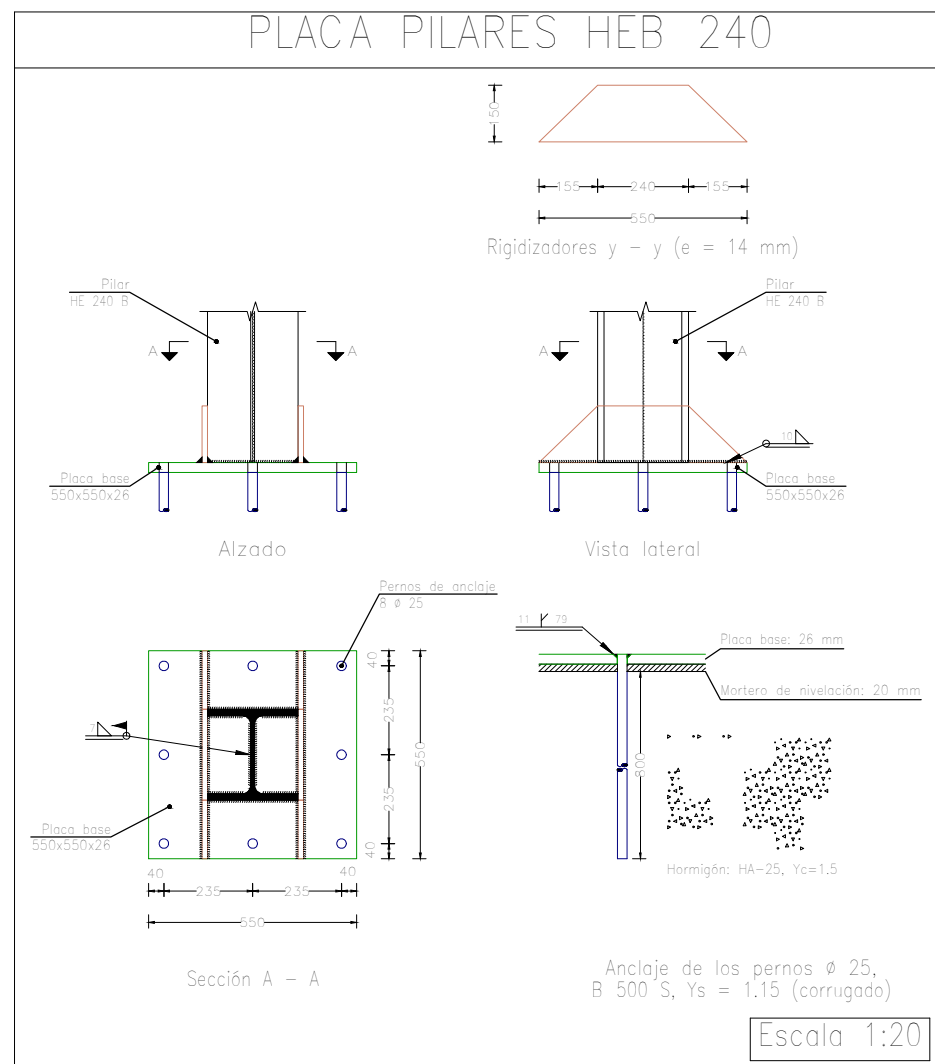 PLACA PILARES HEB 240
150
155
240
155
550
Rigidizadores y - y (e = 14 mm)
Pilar
HE 240 B
A
A
Placa base
550x550x26
Alzado
Pilar
HE 240 B
A
A
10
Placa base
550x550x26
Vista lateral
Pernos de anclaje
8 ø 25
7
Placa base
550x550x26
40
235
235
40
550
40
235
235
40
550
Sección A - A
11
79
Placa base: 26 mm
Mortero de nivelación: 20 mm
800
Hormigón: HA-25, Yc=1.5
Anclaje de los pernos ø 25,
B 500 S, Ys = 1.15 (corrugado)
Escala 1:20